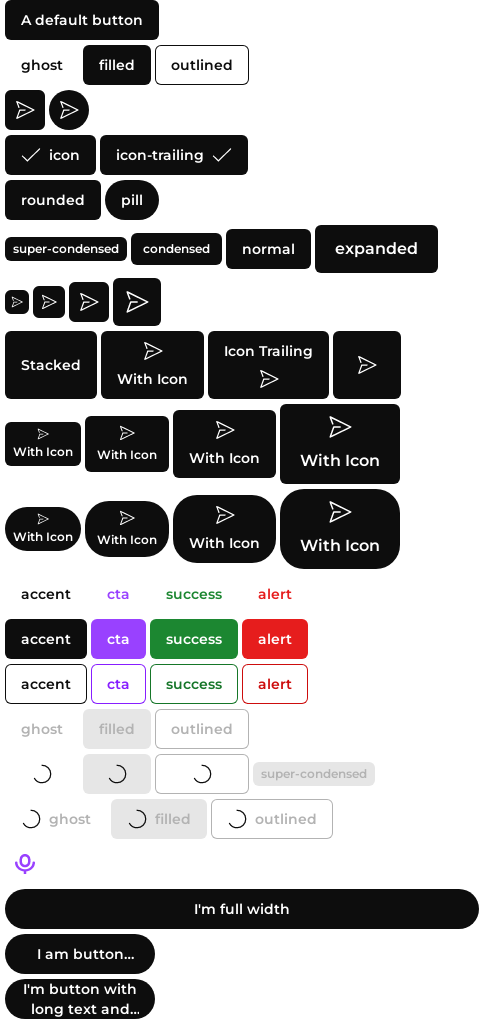 A default button
ghost filled outlined
icon icon-trailing
rounded pill
super-condensed condensed normal expanded
Stacked With Icon Icon Trailing
With Icon With Icon With Icon With Icon
With Icon With Icon With Icon With Icon
accent cta success alert
accent cta success alert
accent cta success alert
ghost filled outlined
super-condensed
ghost filled outlined
I'm full width
I am button...
I'm button with
long text and...